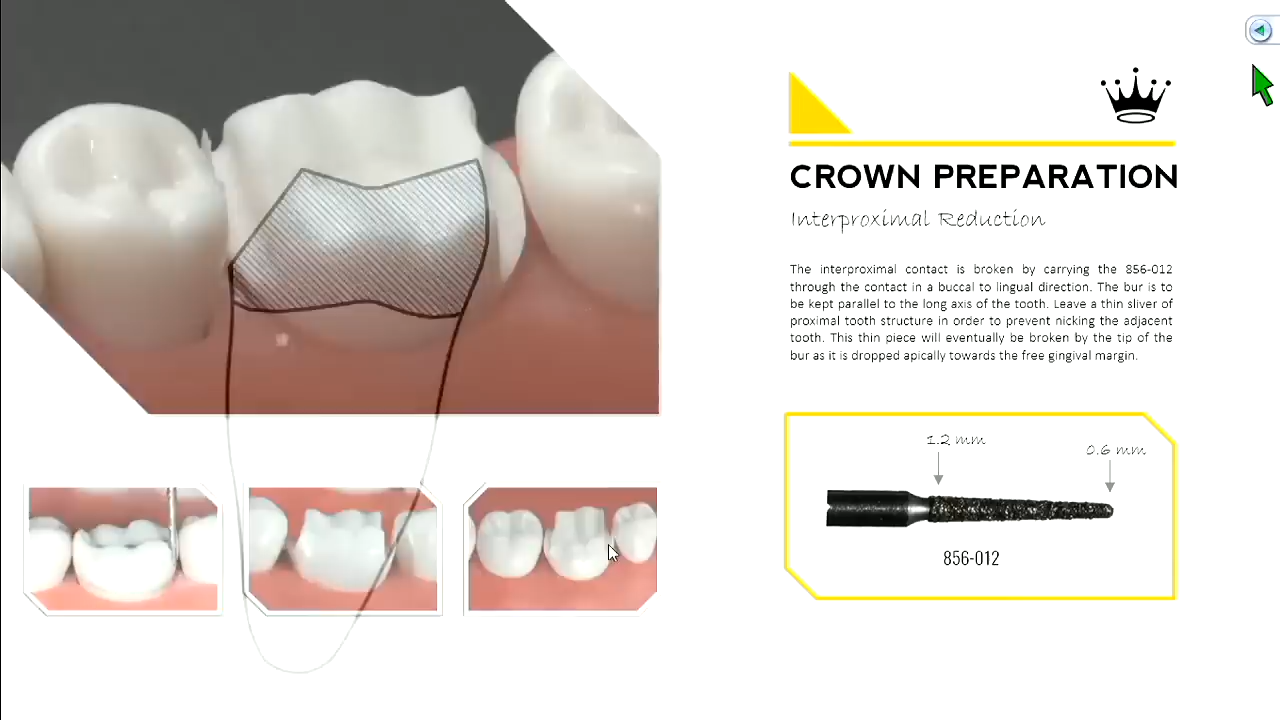 CROWN PREPARATION
Interproximal Reduction
The interproximal contact is broken by carrying the 856-012
through the contact in a buccal to lingual direction. The bur is to
be kept parallel to the long axis of the tooth. Leave a thin sliver of
proximal tooth structure in order to prevent nicking the adjacent
tooth. This thin piece will eventually be broken by the tip of the
bur as it is dropped apically towards the free gingival margin.
1.2 mm
0.6 mm
856-012